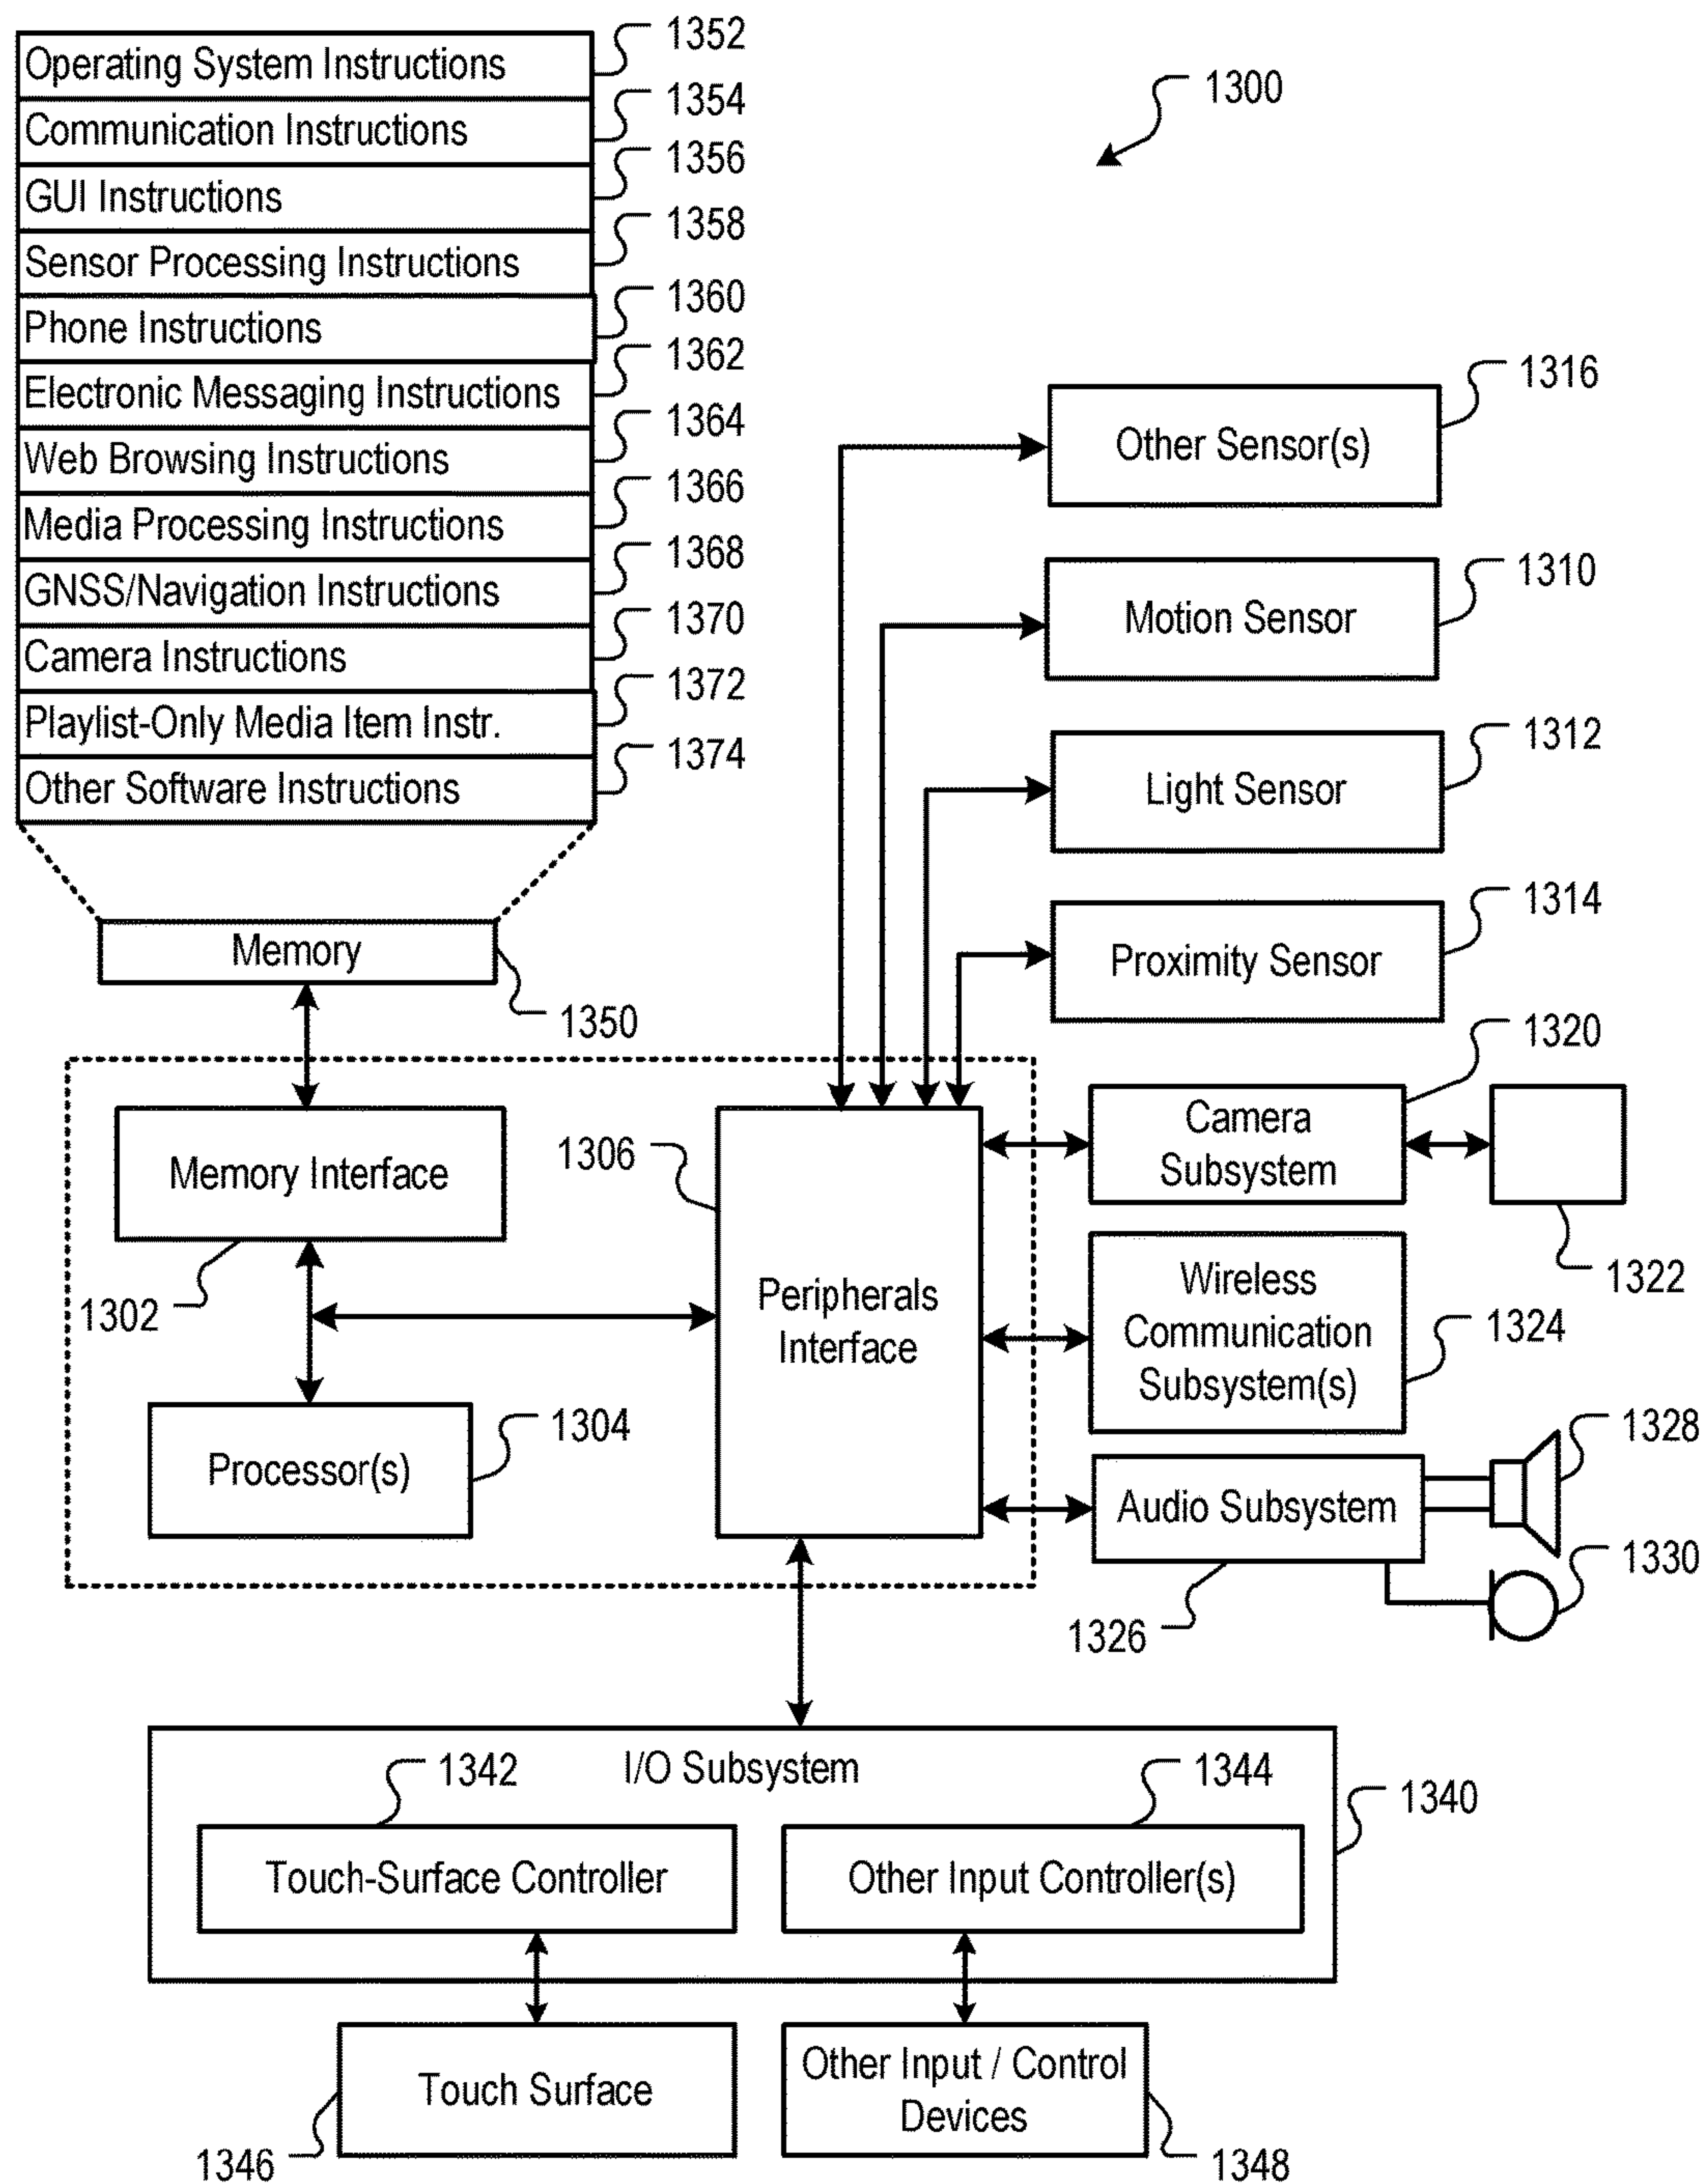 1352
Operating System Instructions
1354
Communication Instructions
1356
GUI Instructions
1358
Sensor Processing Instructions
1360
Phone Instructions
1362
Electronic Messaging Instructions
1364
Web Browsing Instructions
1366
Media Processing Instructions
1368
GNSS/Navigation Instructions
1370
Camera Instructions
1372
Playlist-Only Media Item Instr.
1374
Other Software Instructions
Memory
1350
1300
1316
Other Sensor(s)
1310
Motion Sensor
1312
Light Sensor
1314
Proximity Sensor
Memory Interface
1302
Processor(s)
1304
1306
Peripherals
Interface
1320
Camera
Subsystem
1322
Wireless
Communication
Subsystem(s)
1324
Audio Subsystem
1326
1328
1330
I/O Subsystem
1340
1342
Touch-Surface Controller
1344
Other Input Controller(s)
Touch Surface
1346
Other Input / Control
Devices
1348